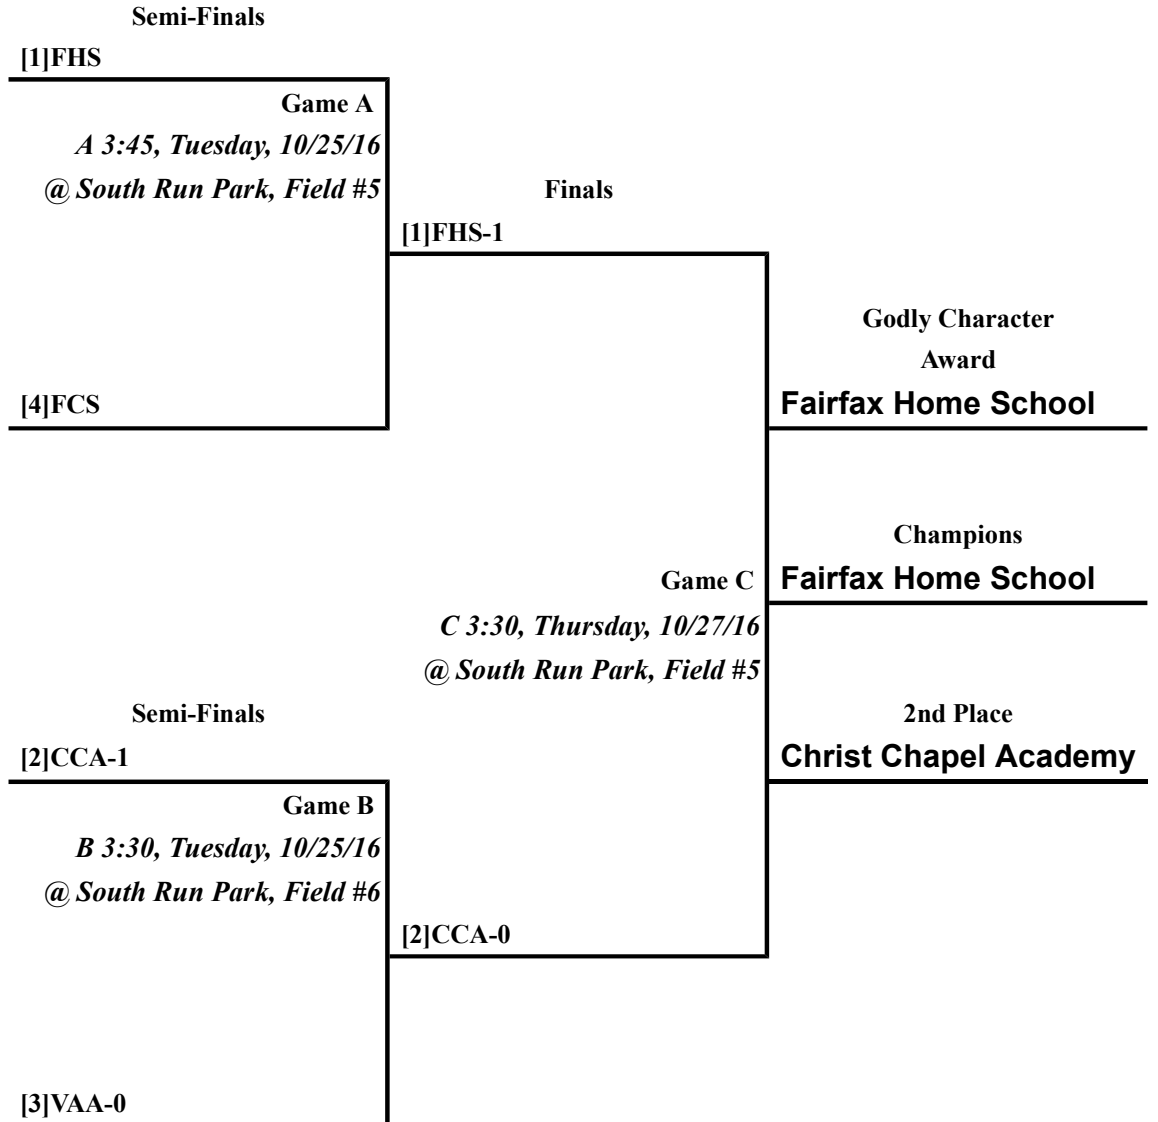 Semi-Finals
[1]FHS
Game A
A 3:45, Tuesday, 10/25/16
@ South Run Park, Field #5
[4]FCS
Finals
[1]FHS-1
Godly Character
Award
Fairfax Home School
Champions
Fairfax Home School
Game C
C 3:30, Thursday, 10/27/16
@ South Run Park, Field #5
2nd Place
Christ Chapel Academy
Semi-Finals
[2]CCA-1
Game B
B 3:30, Tuesday, 10/25/16
@ South Run Park, Field #6
[2]CCA-0
[3]VAA-0